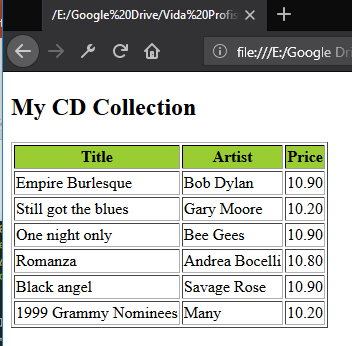 /E:/Google%20Drive/Vida%20Profis
file:///E:/Google Dri
My CD Collection
Title Artist Price
Empire Burlesque Bob Dylan 10.90
Still got the blues Gary Moore 10.20
One night only Bee Gees 10.90
Romanza Andrea Bocelli 10.80
Black angel Savage Rose 10.90
1999 Grammy Nominees Many 10.20